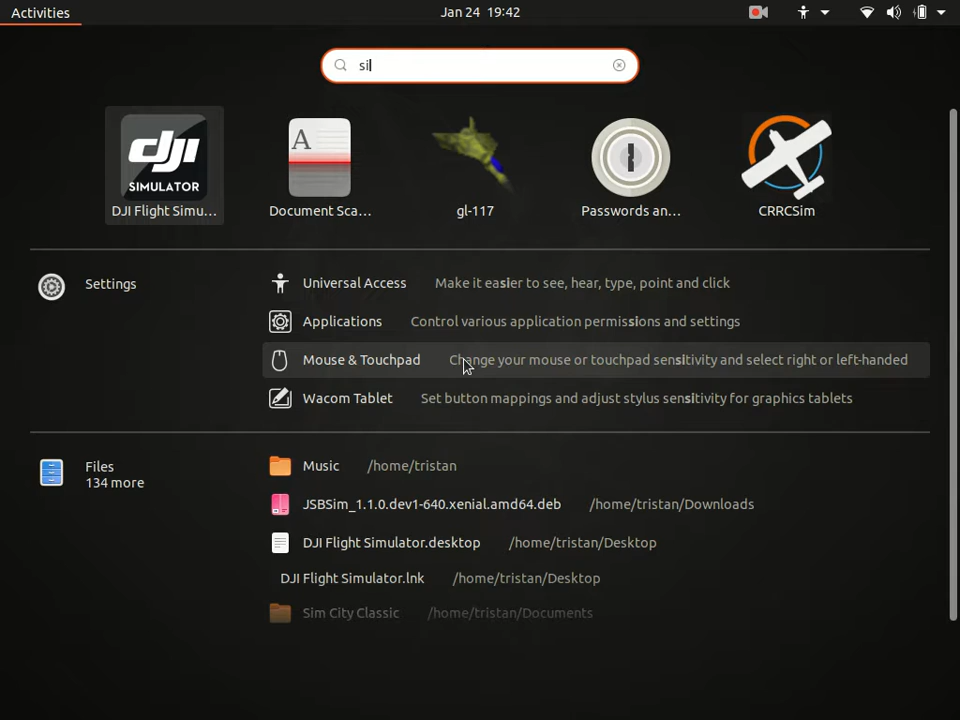 Activities
Jan 24 19:42
si
dji
SIMULATOR
A
DJI Flight Simu...
Document Sca...
gl-117
Passwords an...
CRRCSim
Settings
Universal Access Make it easier to see, hear, type, point and click
Applications Control various application permissions and settings
Mouse & Touchpad Change your mouse or touchpad sensitivity and select right or left-handed
Wacom Tablet Set button mappings and adjust stylus sensitivity for graphics tablets
Files
134 more
Music /home/tristan
JSBSim_1.1.0.dev1-640.xenial.amd64.deb /home/tristan/Downloads
DJI Flight Simulator.desktop /home/tristan/Desktop
DJI Flight Simulator.lnk /home/tristan/Desktop
Sim City Classic /home/tristan/Documents